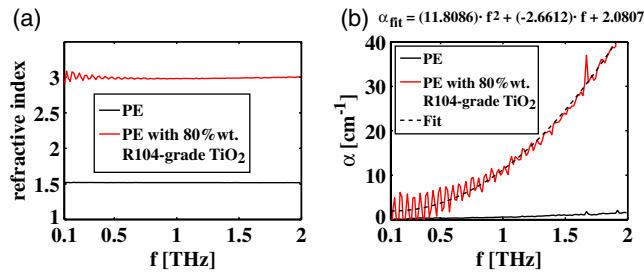 (a)
refractive index
3
2.5
2
1.5
1
0.1
0.5
1
1.5
2
f [THz]
PE
PE with 80%wt.
R104-grade TiO2
(b)
αfit = (11.8086)· f² + (-2.6612)· f + 2.0807
α [cm⁻¹]
40
30
20
10
0
0.1
0.5
1
1.5
2
f [THz]
PE
PE with 80%wt.
R104-grade TiO2
Fit